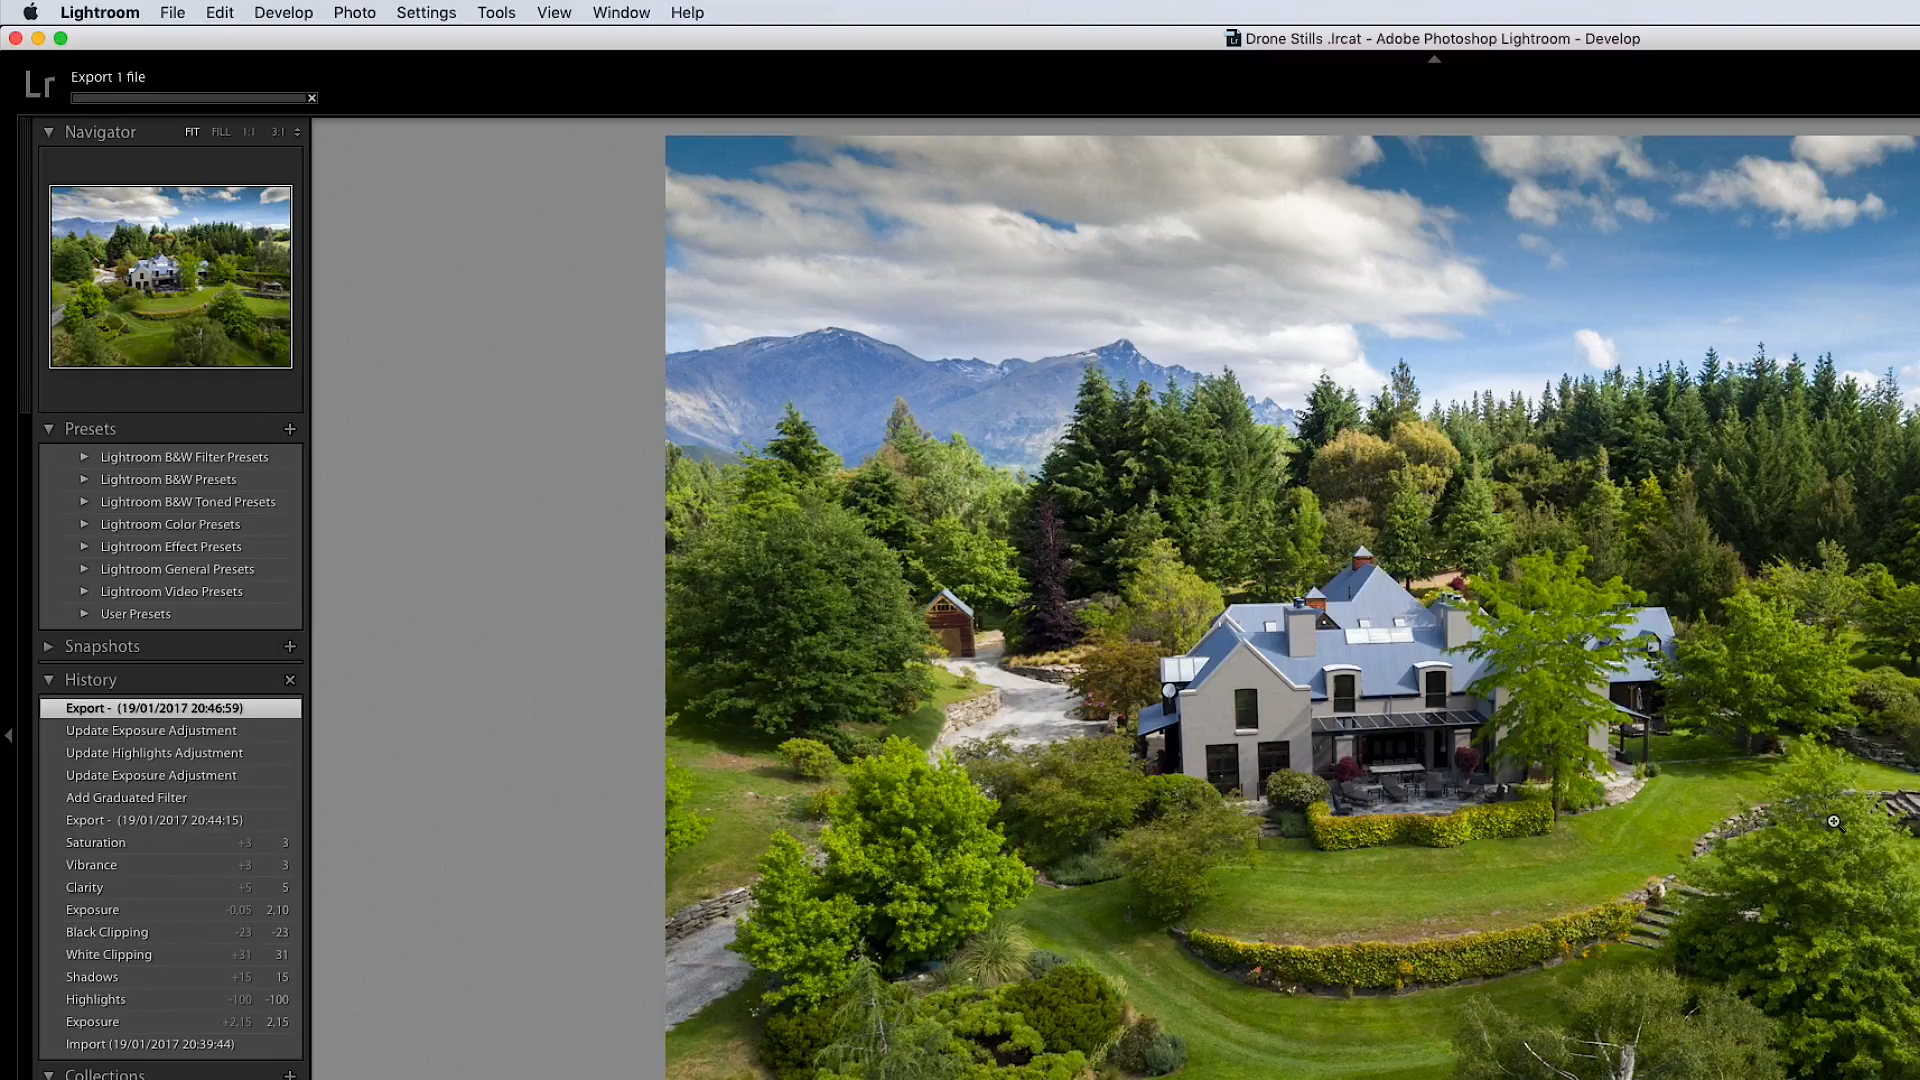 Lightroom File Edit Develop Photo Settings Tools View Window Help
Drone Stills .lrcat - Adobe Photoshop Lightroom - Develop
Lr
Export 1 file
Navigator FIT FILL 1:1 3:1
Presets
Lightroom B&W Filter Presets
Lightroom B&W Presets
Lightroom B&W Toned Presets
Lightroom Color Presets
Lightroom Effect Presets
Lightroom General Presets
Lightroom Video Presets
User Presets
Snapshots
History
Export - (19/01/2017 20:46:59)
Update Exposure Adjustment
Update Highlights Adjustment
Update Exposure Adjustment
Add Graduated Filter
Export - (19/01/2017 20:44:15)
Saturation +3 3
Vibrance +3 3
Clarity +5 5
Exposure -0,05 2,10
Black Clipping -23 -23
White Clipping +31 31
Shadows +15 15
Highlights -100 -100
Exposure +2,15 2,15
Import (19/01/2017 20:39:44)
Collections